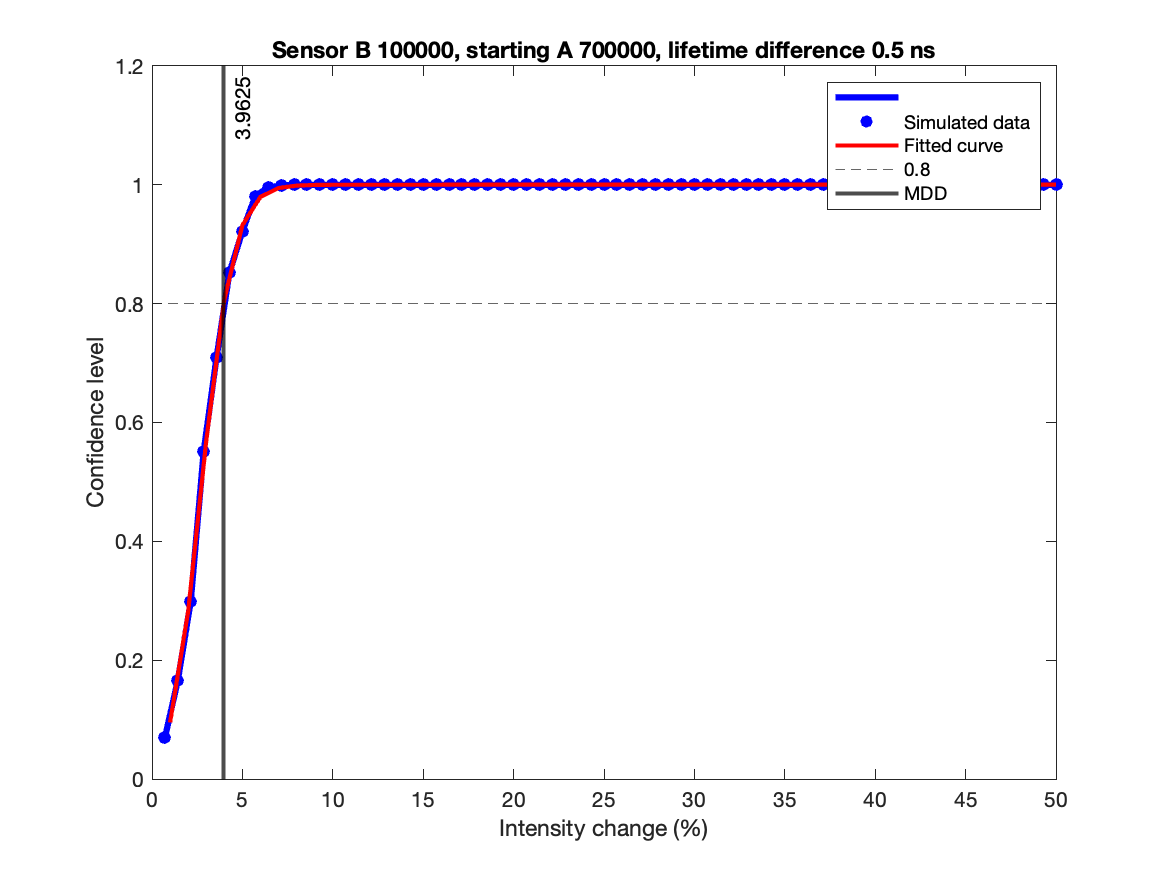 Sensor B 100000, starting A 700000, lifetime difference 0.5 ns
3.9625
Simulated data
Fitted curve
0.8
MDD
1.2
1
0.8
0.6
0.4
0.2
0
Confidence level
0 5 10 15 20 25 30 35 40 45 50
Intensity change (%)